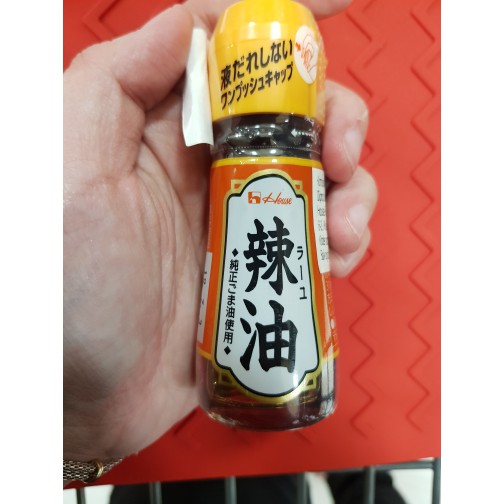 液だれしない
ワンプッシュキャップ
House
辣油
ラーユ
◆純正ごま油使用◆